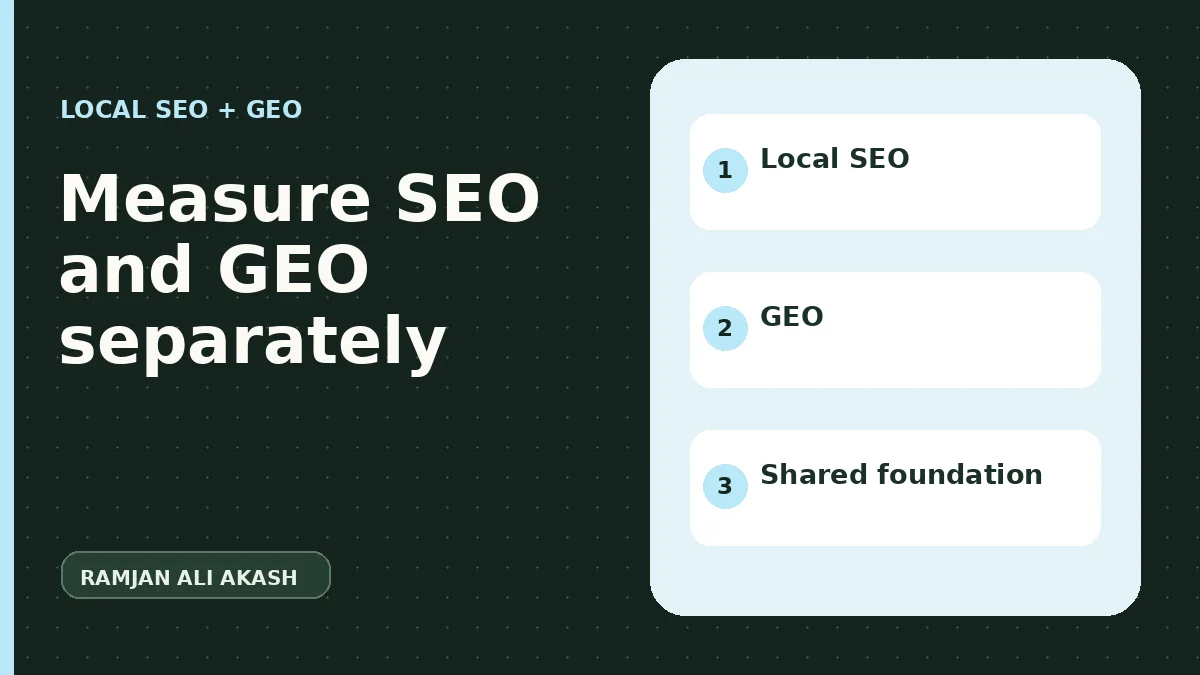 LOCAL SEO + GEO
Measure SEO
and GEO
separately
RAMJAN ALI AKASH
1 Local SEO
2 GEO
3 Shared foundation